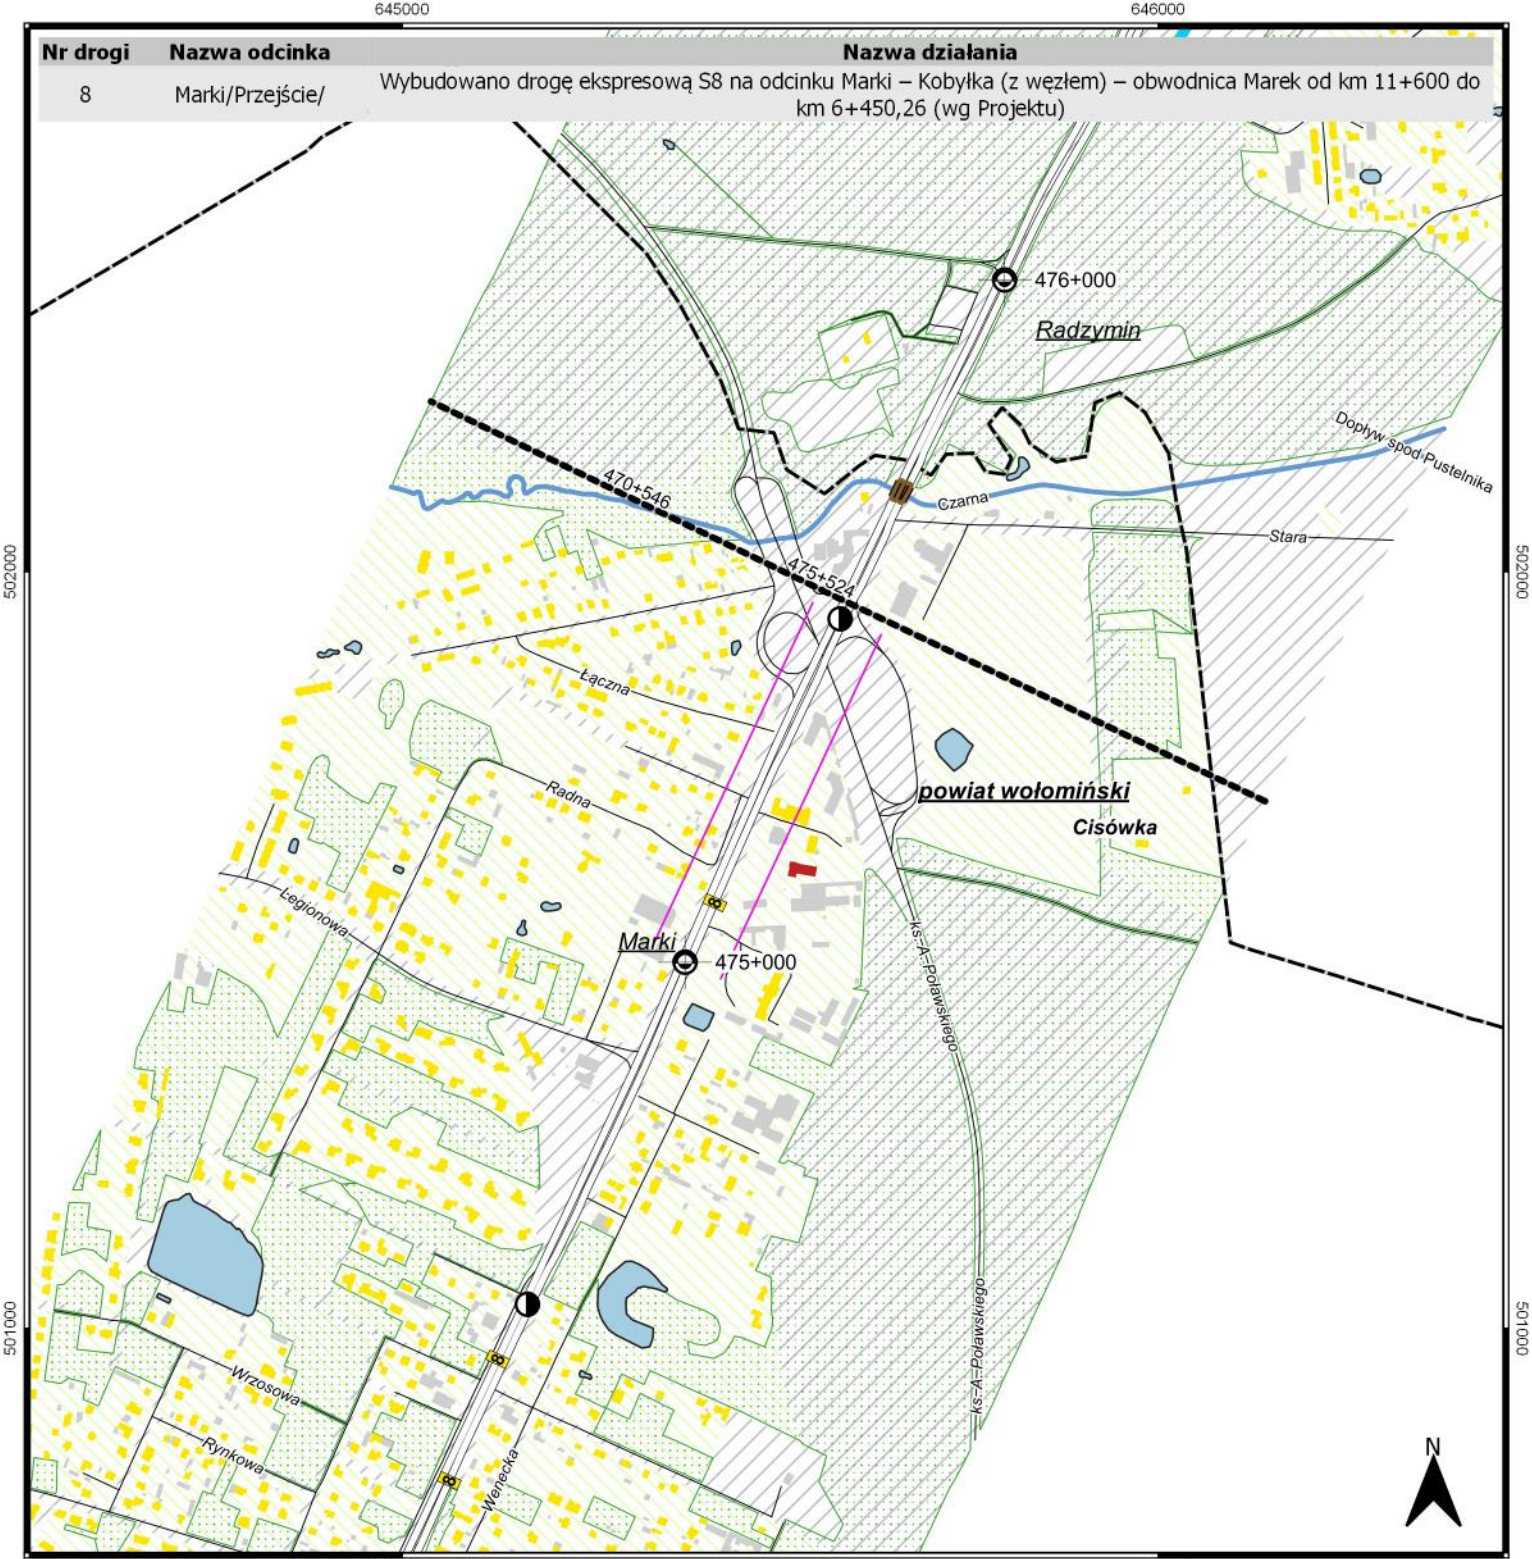 645000 646000
Nr drogi Nazwa odcinka Nazwa działania
8 Marki/Przejście/ Wybudowano drogę ekspresową S8 na odcinku Marki – Kobyłka (z węzłem) – obwodnica Marek od km 11+600 do
km 6+450,26 (wg Projektu)
476+000
Radzymin
Dopływ spod Pustelnika
470+546
Czarna
Stara
502000
502000
475+524
Łączna
Radna
powiat wołomiński
Cisówka
Legionowa
8
Marki
475+000
ks. A. Poławskiego
ks. A. Poławskiego
501000
501000
8
Wrzosowa
Rynkowa
8
Wenecka
N